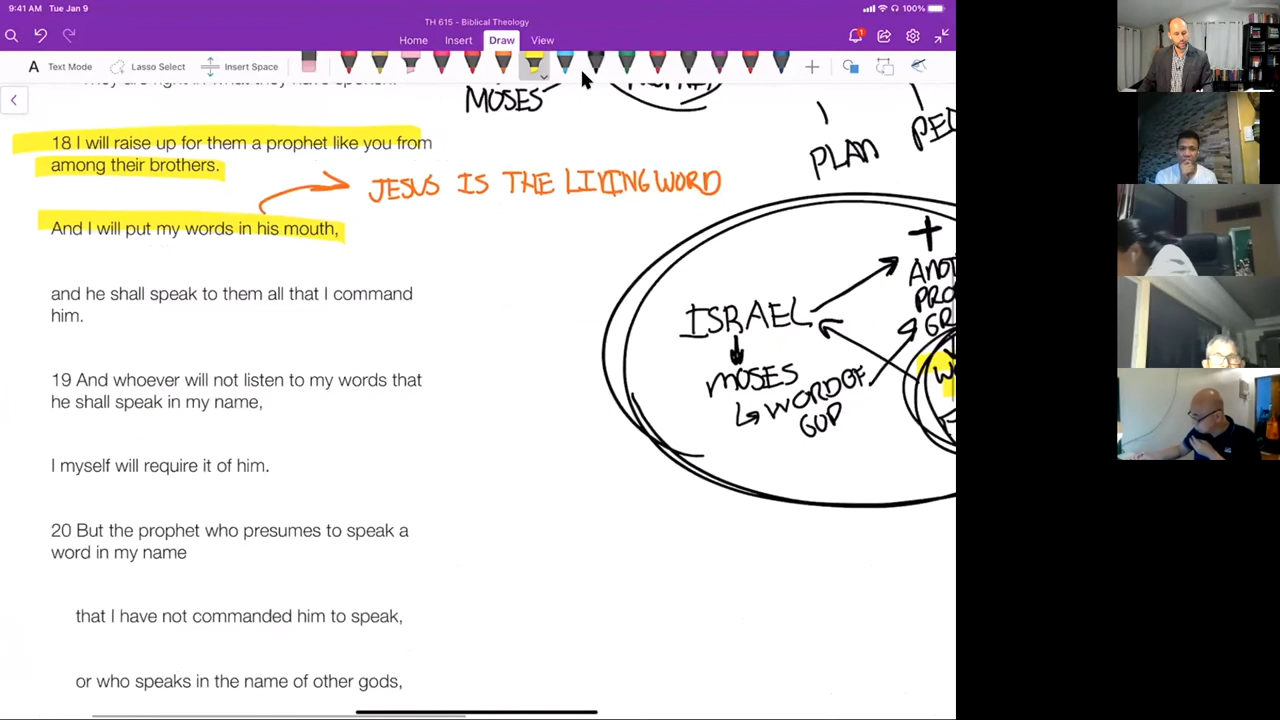 9:41 AM Tue Jan 9
100%
TH 615 - Biblical Theology
Home Insert Draw View
1
A Text Mode Lasso Select Insert Space
MOSES
PLAN
18 I will raise up for them a prophet like you from
among their brothers.
JESUS IS THE LIVING WORD
And I will put my words in his mouth,
and he shall speak to them all that I command
him.
ISRAEL
MOSES
WORD OF
GOD
19 And whoever will not listen to my words that
he shall speak in my name,
I myself will require it of him.
20 But the prophet who presumes to speak a
word in my name
that I have not commanded him to speak,
or who speaks in the name of other gods,